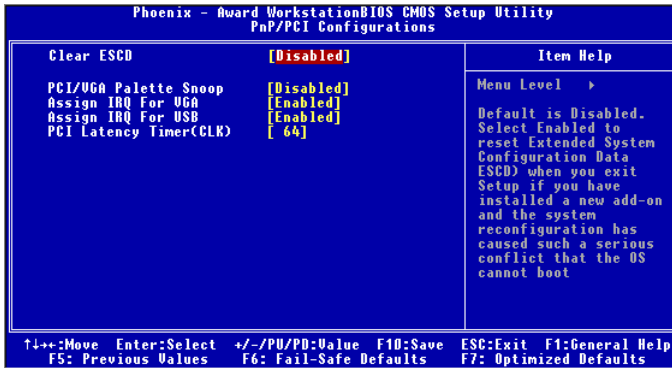 Phoenix - Award WorkstationBIOS CMOS Setup Utility
PnP/PCI Configurations
Clear ESCD [Disabled]
PCI/VGA Palette Snoop [Disabled]
Assign IRQ For VGA [Enabled]
Assign IRQ For USB [Enabled]
PCI Latency Timer(CLK) [ 64]
Item Help
Menu Level ▸
Default is Disabled.
Select Enabled to
reset Extended System
Configuration Data
ESCD) when you exit
Setup if you have
installed a new add-on
and the system
reconfiguration has
caused such a serious
conflict that the OS
cannot boot
↑↓→←:Move Enter:Select +/-/PU/PD:Value F10:Save ESC:Exit F1:General Help
F5: Previous Values F6: Fail-Safe Defaults F7: Optimized Defaults